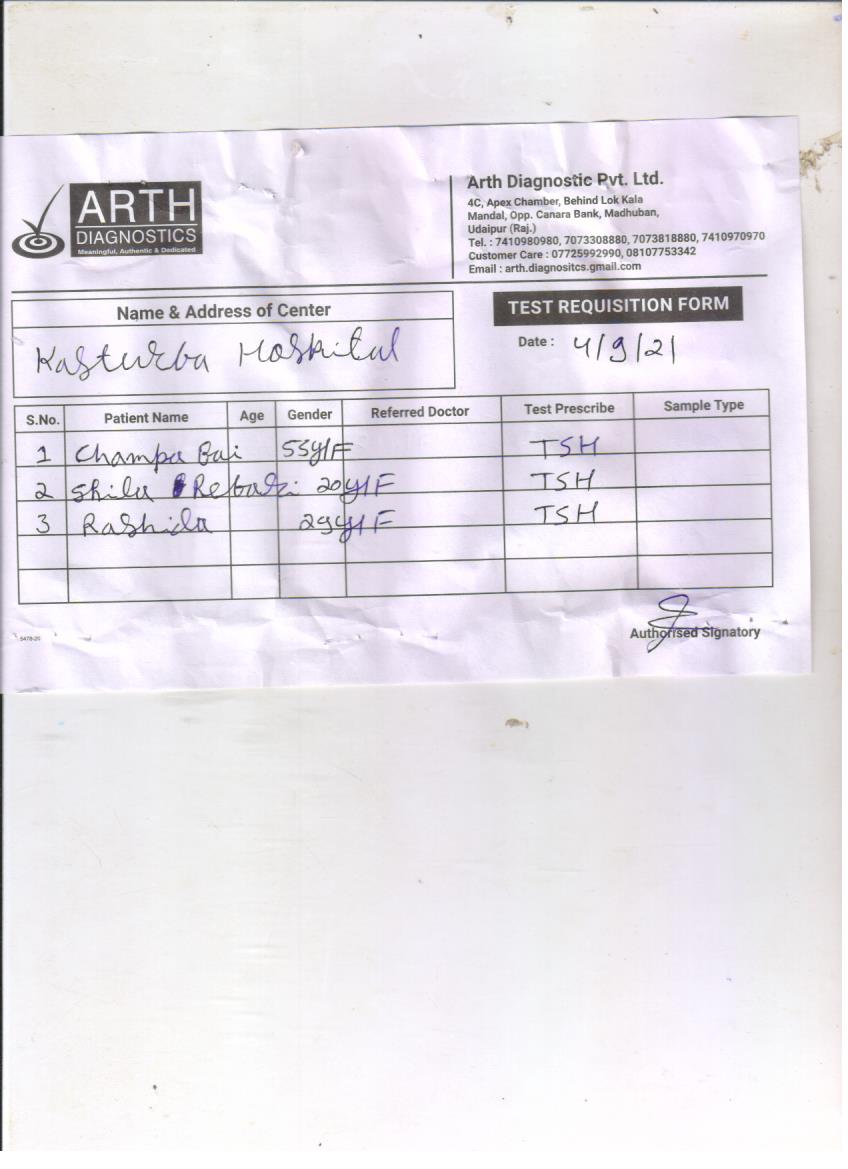 ARTH
DIAGNOSTICS
Meaningful, Authentic & Dedicated
Arth Diagnostic Pvt. Ltd.
4C, Apex Chamber, Behind Lok Kala
Mandal, Opp. Canara Bank, Madhuban,
Udaipur (Raj.)
Tel. : 7410980980, 7073308880, 7073818880, 7410970970
Customer Care : 07725992990, 08107753342
Email : arth.diagnositcs.gmail.com
Name & Address of Center
Kasturba Hospital
TEST REQUISITION FORM
Date : 4/9/21
S.No. Patient Name Age Gender Referred Doctor Test Prescribe Sample Type
1 Champa Bai 55y/F TSH
2 Shila Rebari 20y/F TSH
3 Rashida 29y/F TSH
5478-20
Authorised Signatory